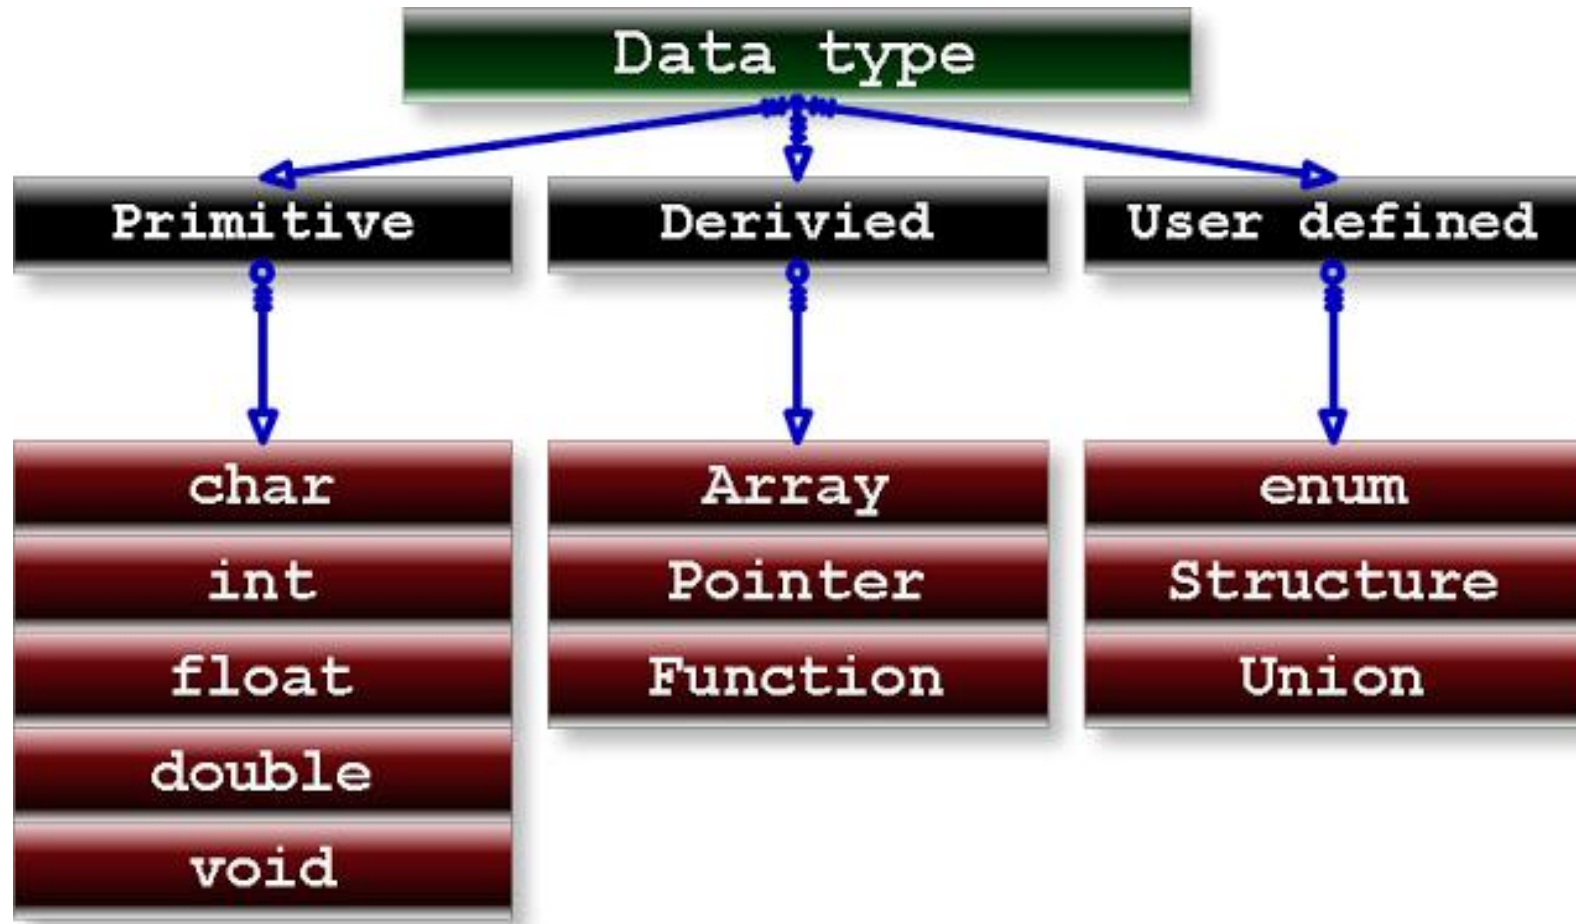 Data type
Primitive
Derivied
User defined
char
int
float
double
void
Array
Pointer
Function
enum
Structure
Union